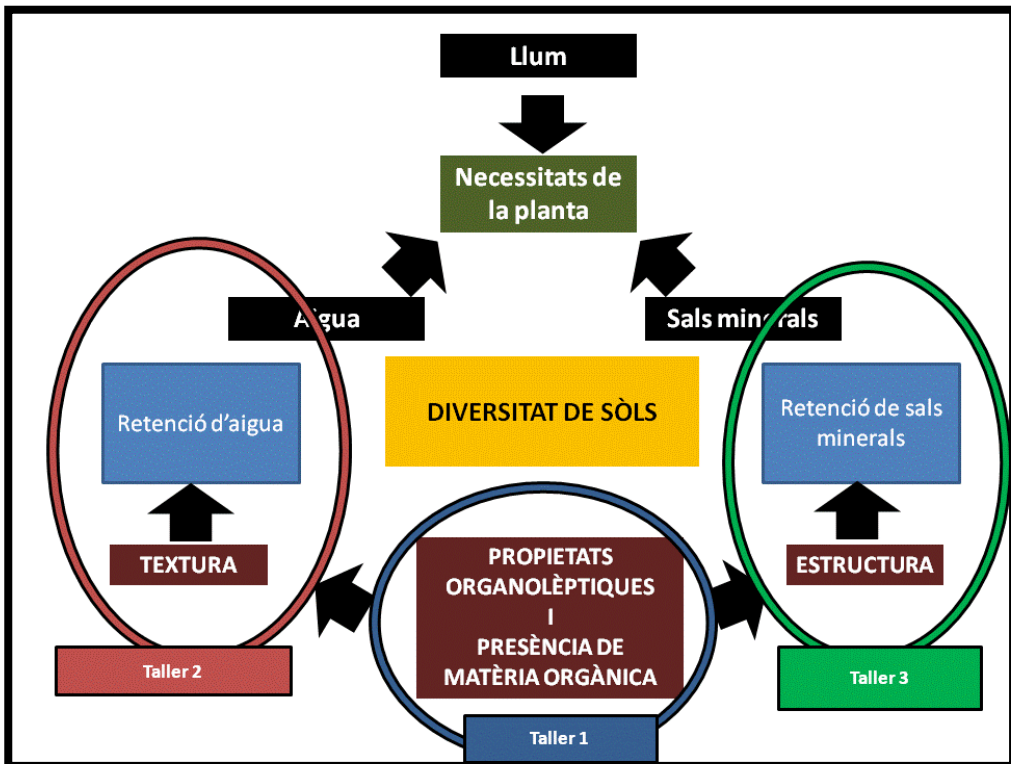 Llum
Necessitats de
la planta
Aigua
Sals minerals
Retenció d'aigua
DIVERSITAT DE SÒLS
Retenció de sals
minerals
TEXTURA
PROPIETATS
ORGANOLÈPTIQUES
I
PRESÈNCIA DE
MATÈRIA ORGÀNICA
ESTRUCTURA
Taller 2
Taller 1
Taller 3